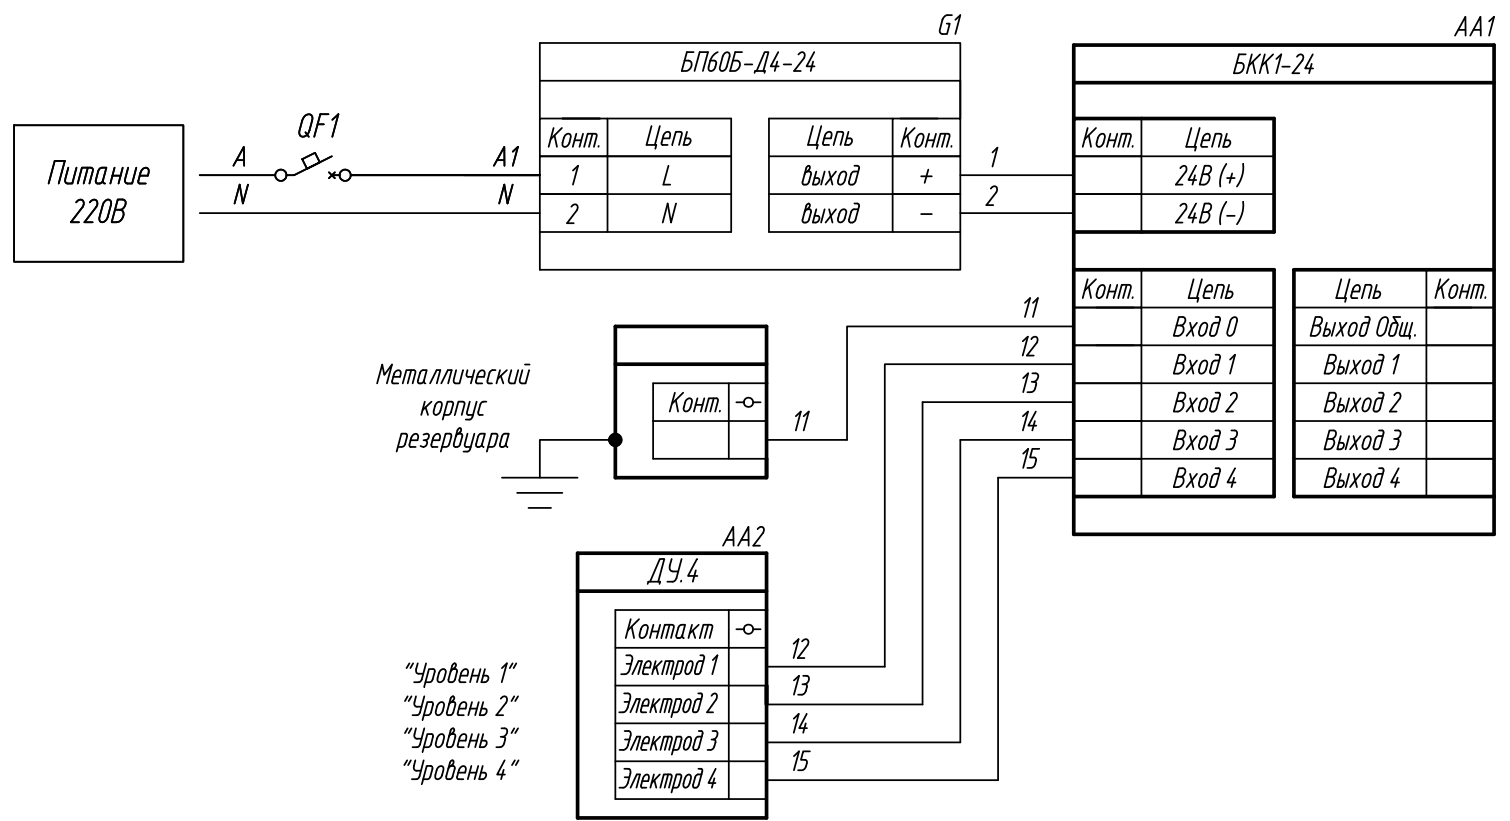 G1
AA1
БП60Б-Д4-24
БКК1-24
QF1
Питание
220В
A
N
A1
N
Конт. Цепь
1 L
2 N
Цепь Конт.
выход +
выход -
1
2
Конт. Цепь
24В (+)
24В (-)
Конт. Цепь
Вход 0
Вход 1
Вход 2
Вход 3
Вход 4
Цепь Конт.
Выход Общ.
Выход 1
Выход 2
Выход 3
Выход 4
11
12
13
14
15
Металлический
корпус
резервуара
Конт.
11
AA2
ДУ.4
Контакт
Электрод 1
Электрод 2
Электрод 3
Электрод 4
12
13
14
15
"Уровень 1"
"Уровень 2"
"Уровень 3"
"Уровень 4"